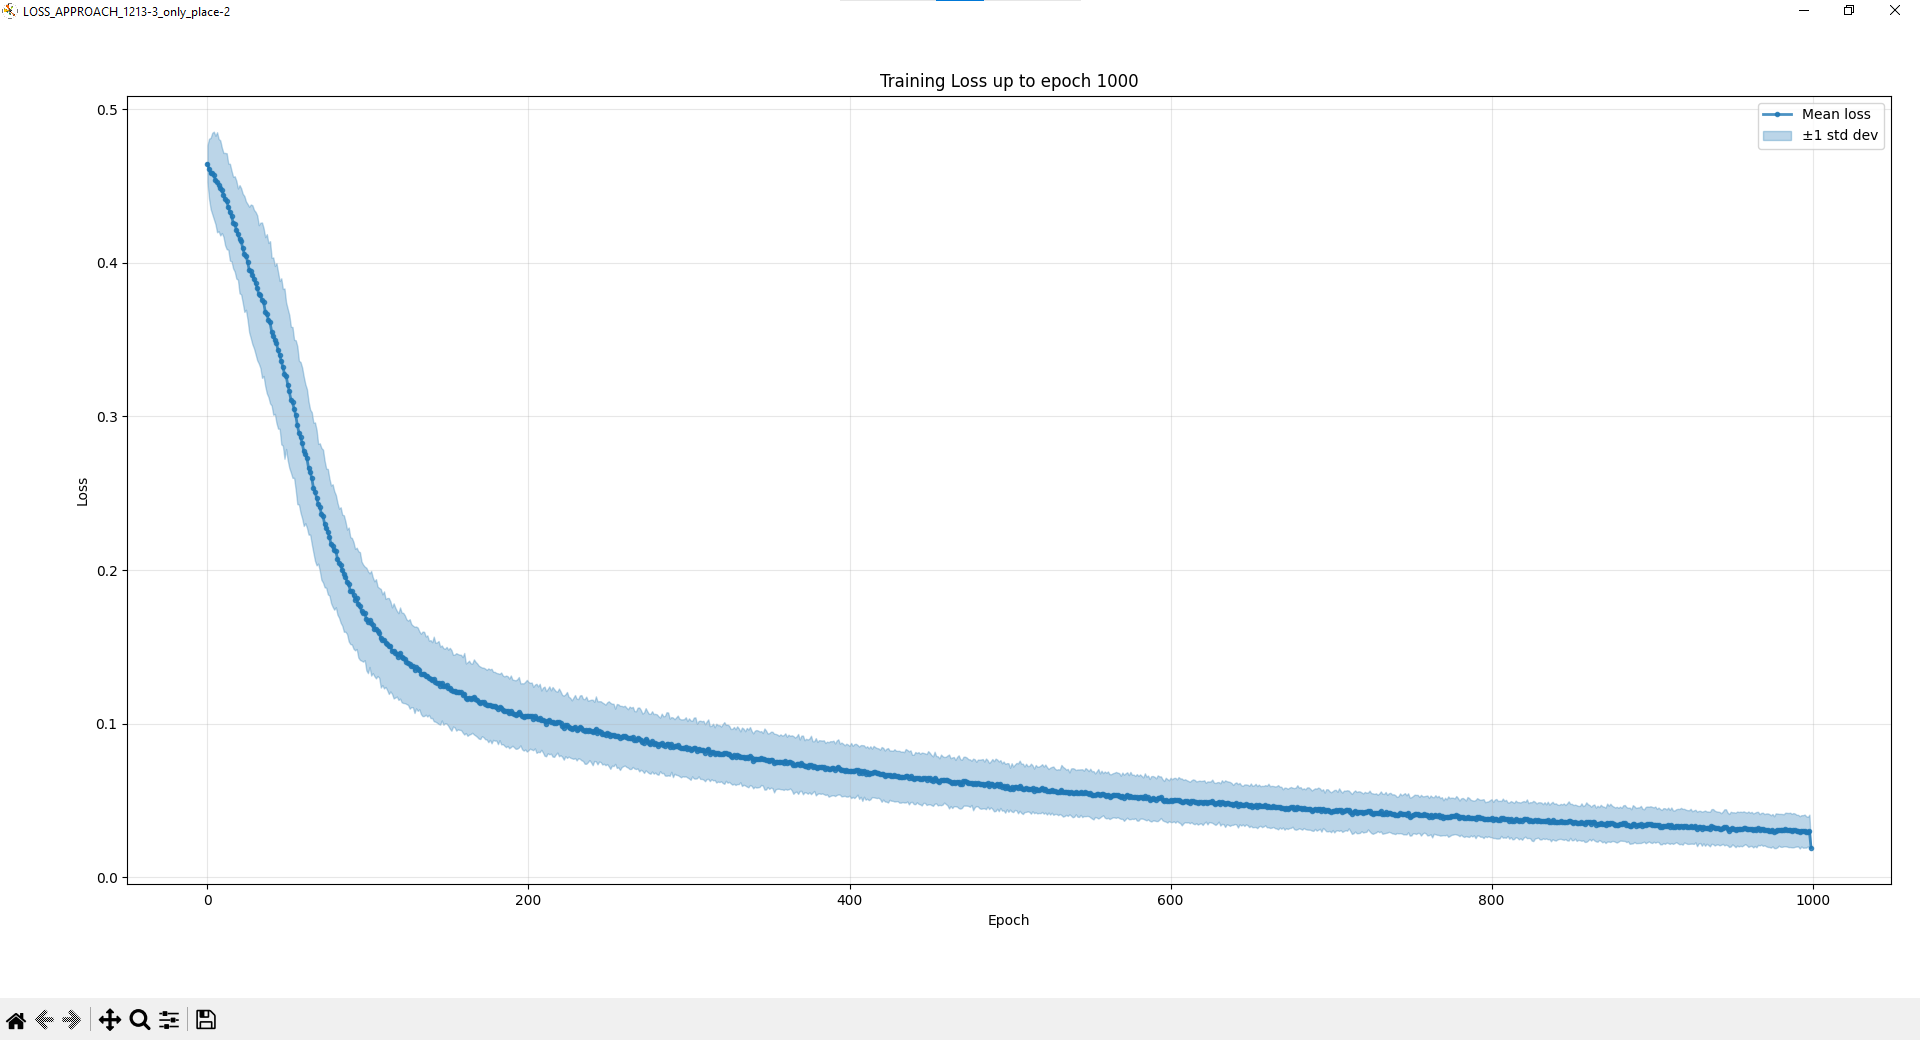 LOSS_APPROACH_1213-3_only_place-2
Training Loss up to epoch 1000
Mean loss
±1 std dev
0.5
0.4
0.3
0.2
0.1
0.0
Loss
0 200 400 600 800 1000
Epoch